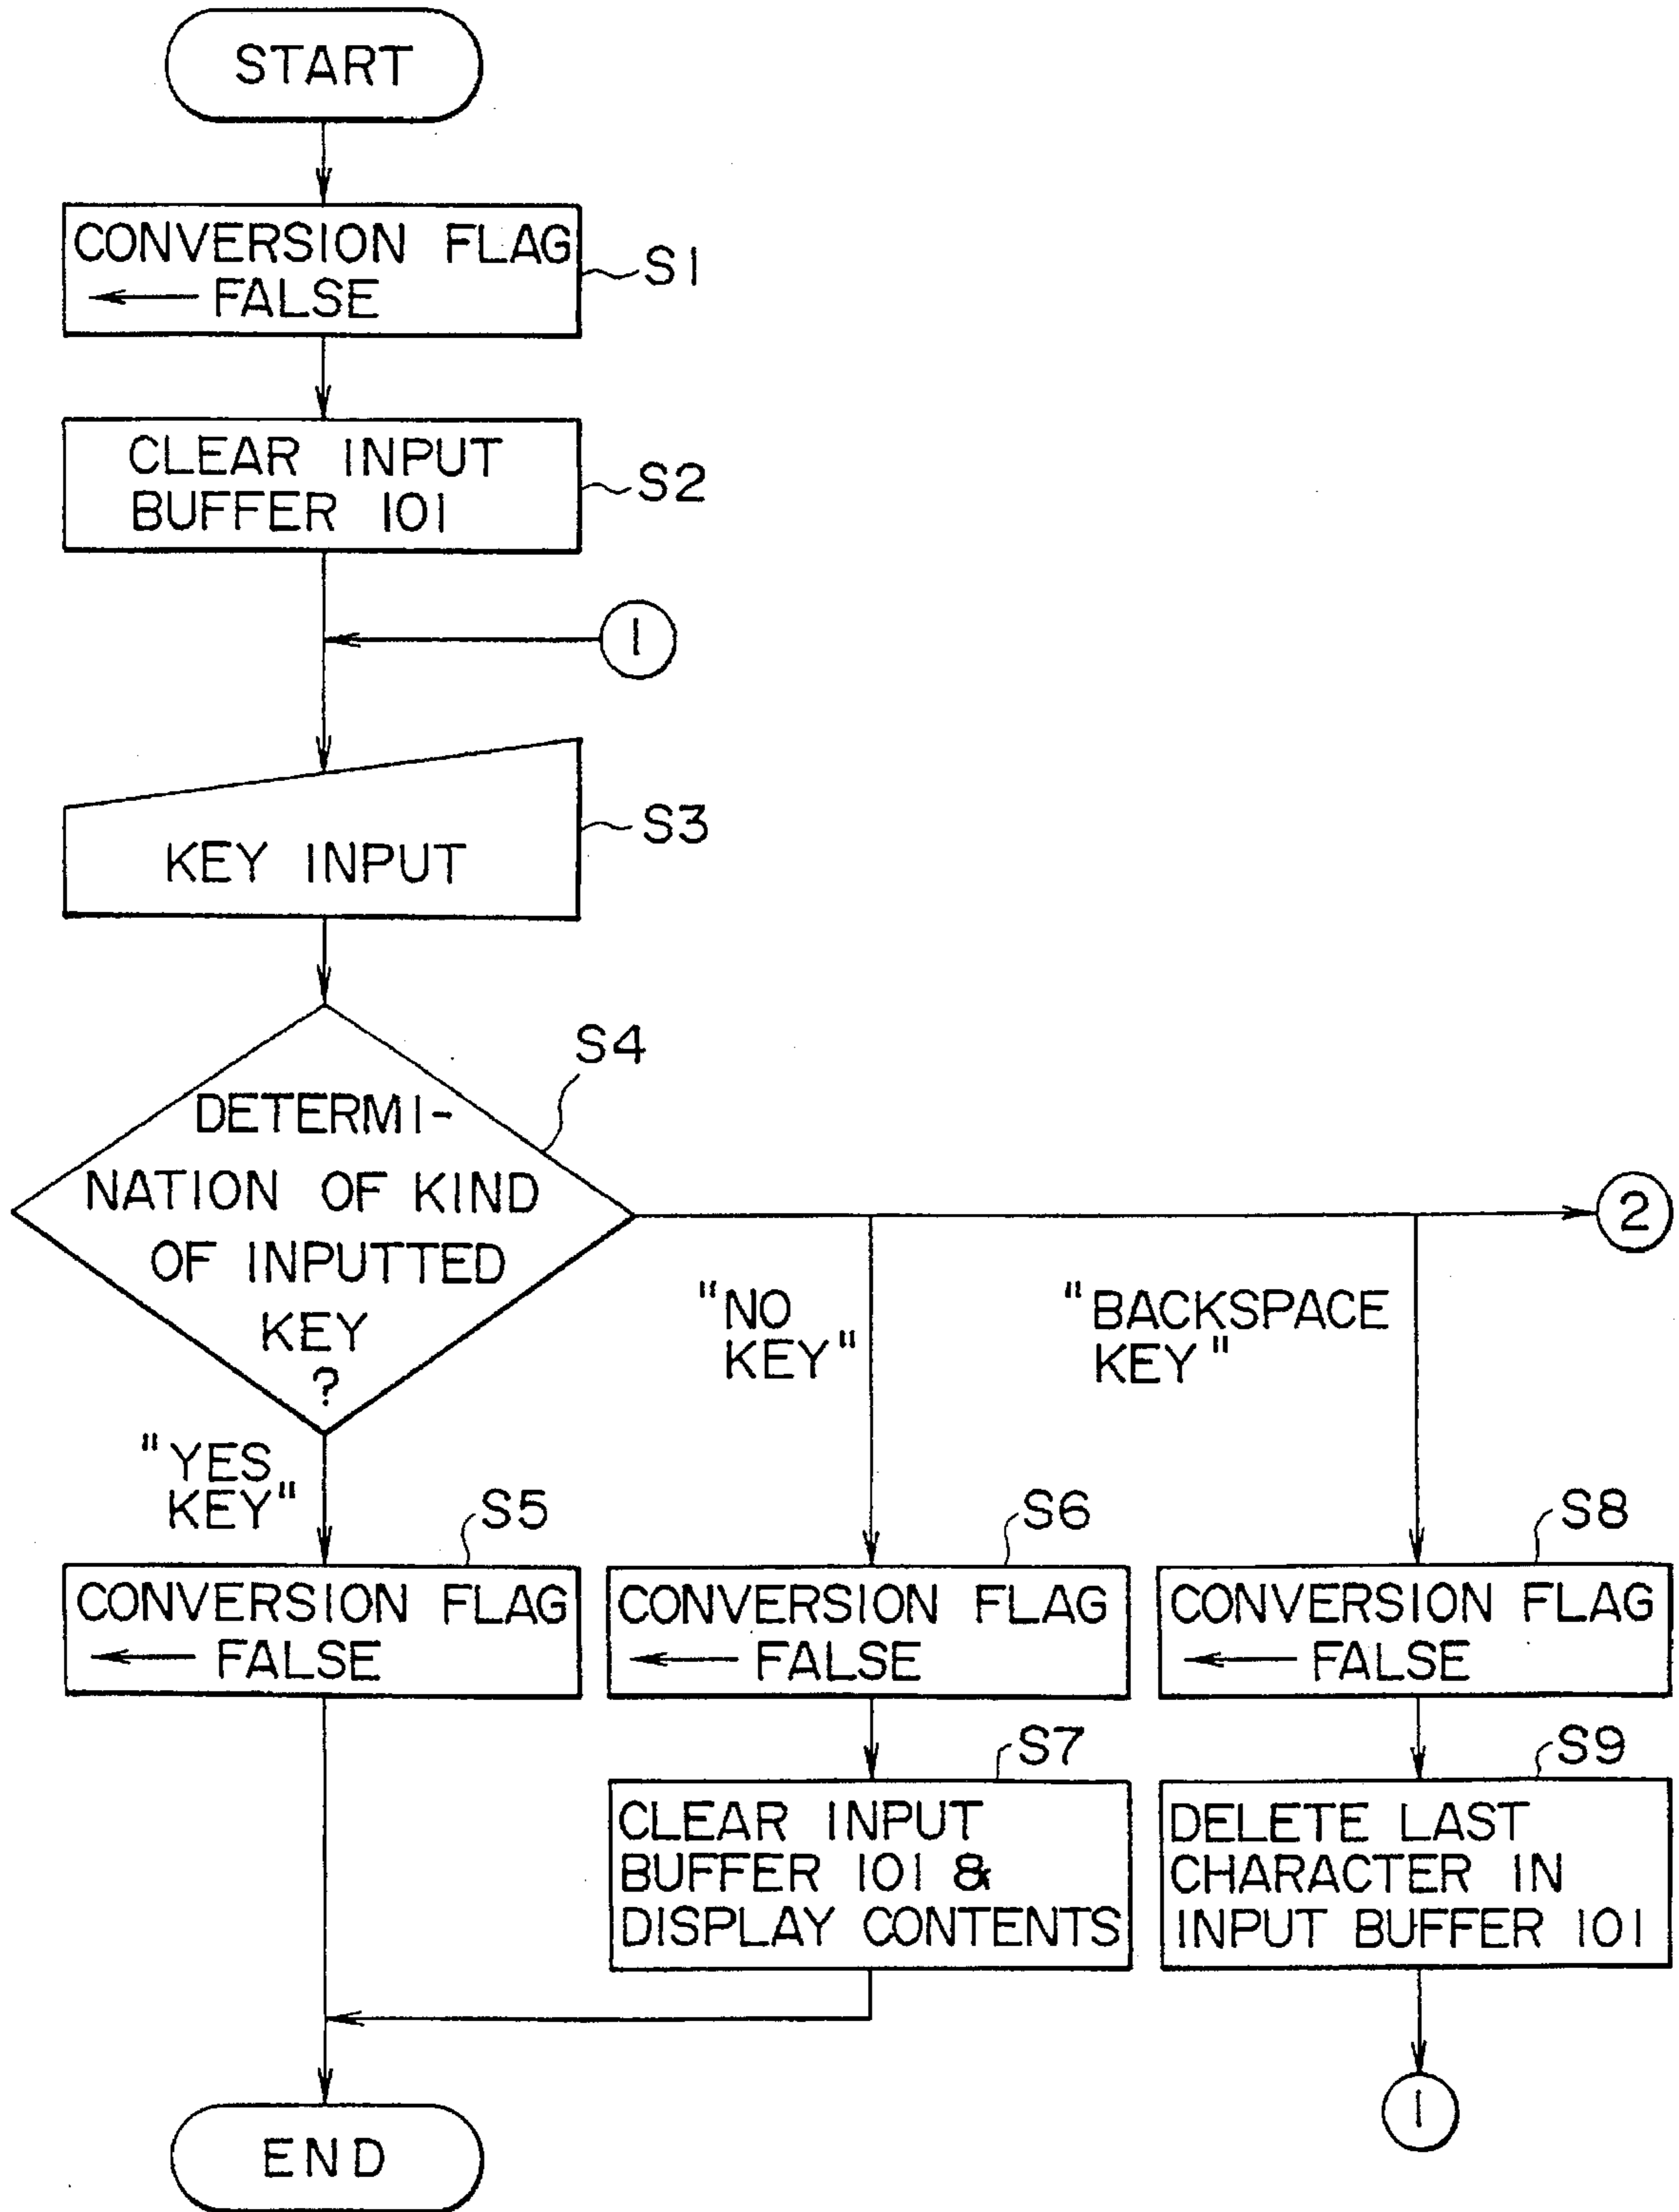 START
CONVERSION FLAG
← FALSE
S1
CLEAR INPUT
BUFFER 101
S2
1
KEY INPUT
S3
S4
DETERMI-
NATION OF KIND
OF INPUTTED
KEY
?
2
"NO
KEY"
"BACKSPACE
KEY"
"YES
KEY"
S5
CONVERSION FLAG
← FALSE
S6
CONVERSION FLAG
← FALSE
S8
CONVERSION FLAG
← FALSE
S7
CLEAR INPUT
BUFFER 101 &
DISPLAY CONTENTS
S9
DELETE LAST
CHARACTER IN
INPUT BUFFER 101
1
END